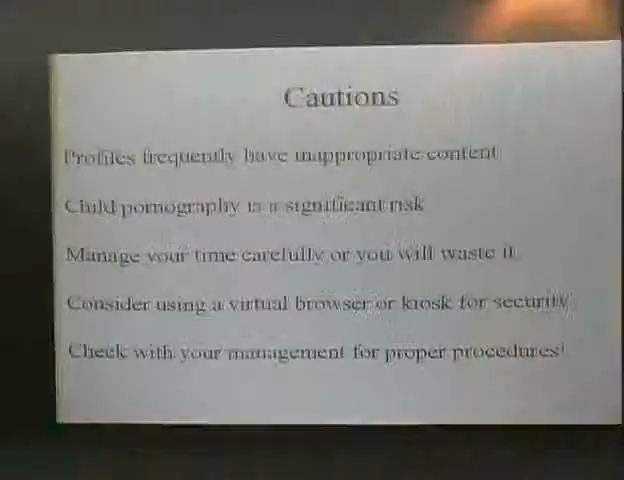 Cautions
Profiles frequently have inappropriate content
Child pornography is a significant risk
Manage your time carefully or you will waste it
Consider using a virtual browser or kiosk for security
Check with your management for proper procedures!